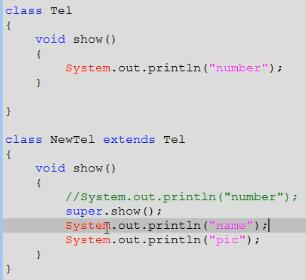 class Tel
{
void show()
{
System.out.println("number");
}
}
class NewTel extends Tel
{
void show()
{
//System.out.println("number");
super.show();
System.out.println("name");
System.out.println("pic");
}
}